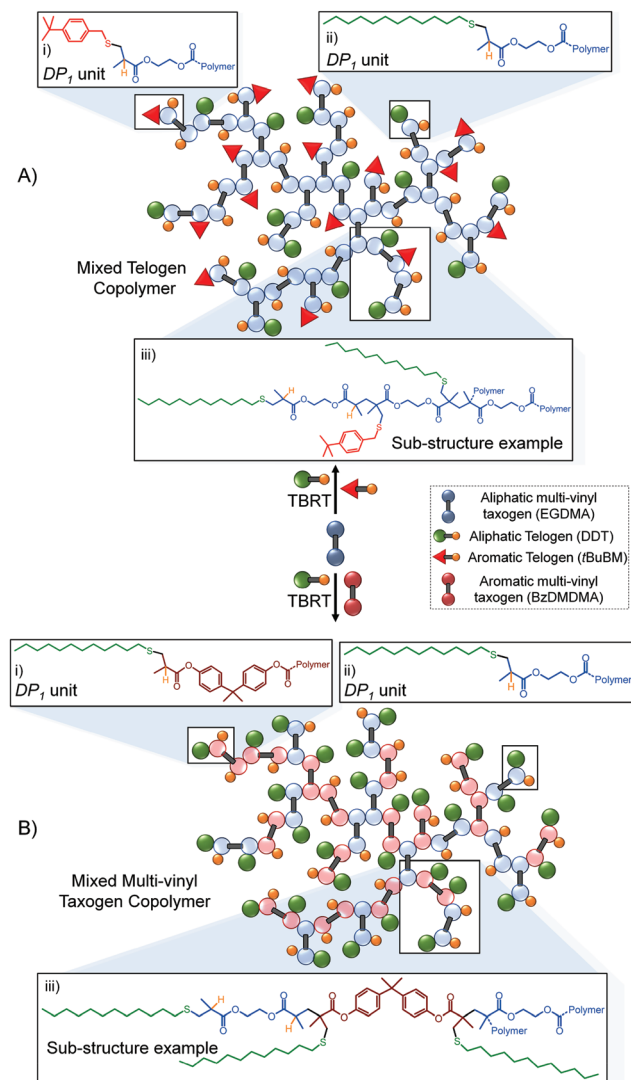 i)
DP₁ unit
S
H
O
O
O
O
Polymer
ii)
DP₁ unit
S
H
O
O
O
O
Polymer
A)
Mixed Telogen
Copolymer
iii)
S
H
O
O
O
O
H
S
O
O
O
O
S
Polymer
O
O
O
O
Polymer
Sub-structure example
TBRT
TBRT
Aliphatic multi-vinyl
taxogen (EGDMA)
Aliphatic Telogen (DDT)
Aromatic Telogen (tBuBM)
Aromatic multi-vinyl
taxogen (BzDMDMA)
i)
DP₁ unit
S
H
O
O
O
O
Polymer
ii)
DP₁ unit
S
H
O
O
O
O
Polymer
B)
Mixed Multi-vinyl
Taxogen Copolymer
iii)
S
H
O
O
O
O
H
S
O
O
O
O
S
Polymer
O
O
O
O
Polymer
Sub-structure example